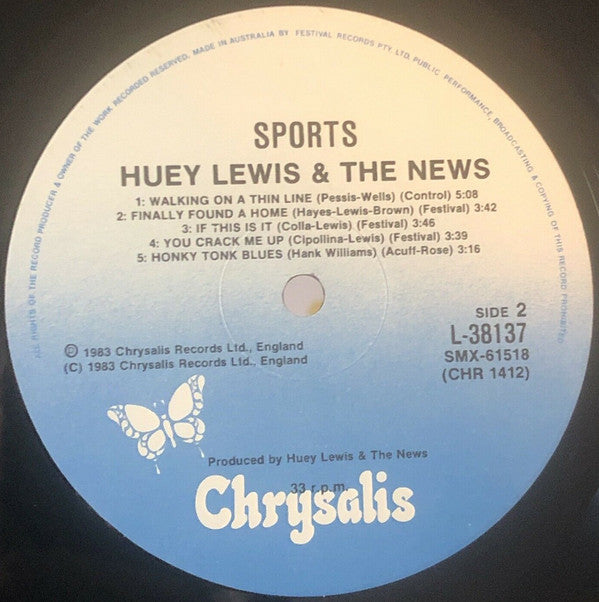 ALL RIGHTS OF THE RECORD PRODUCER & OWNER OF THE WORK RECORDED RESERVED. MADE IN AUSTRALIA BY FESTIVAL RECORDS PTY LTD. PUBLIC PERFORMANCE, BROADCASTING & COPYING OF THIS RECORD PROHIBITED
SPORTS
HUEY LEWIS & THE NEWS
1: WALKING ON A THIN LINE (Pessis-Wells) (Control) 5:08
2: FINALLY FOUND A HOME (Hayes-Lewis-Brown) (Festival) 3:42
3: IF THIS IS IT (Colla-Lewis) (Festival) 3:46
4: YOU CRACK ME UP (Cipollina-Lewis) (Festival) 3:39
5: HONKY TONK BLUES (Hank Williams) (Acuff-Rose) 3:16
SIDE 2
L-38137
SMX-61518
(CHR 1412)
Ⓟ 1983 Chrysalis Records Ltd., England
(C) 1983 Chrysalis Records Ltd., England
Produced by Huey Lewis & The News
33 r.p.m.
Chrysalis